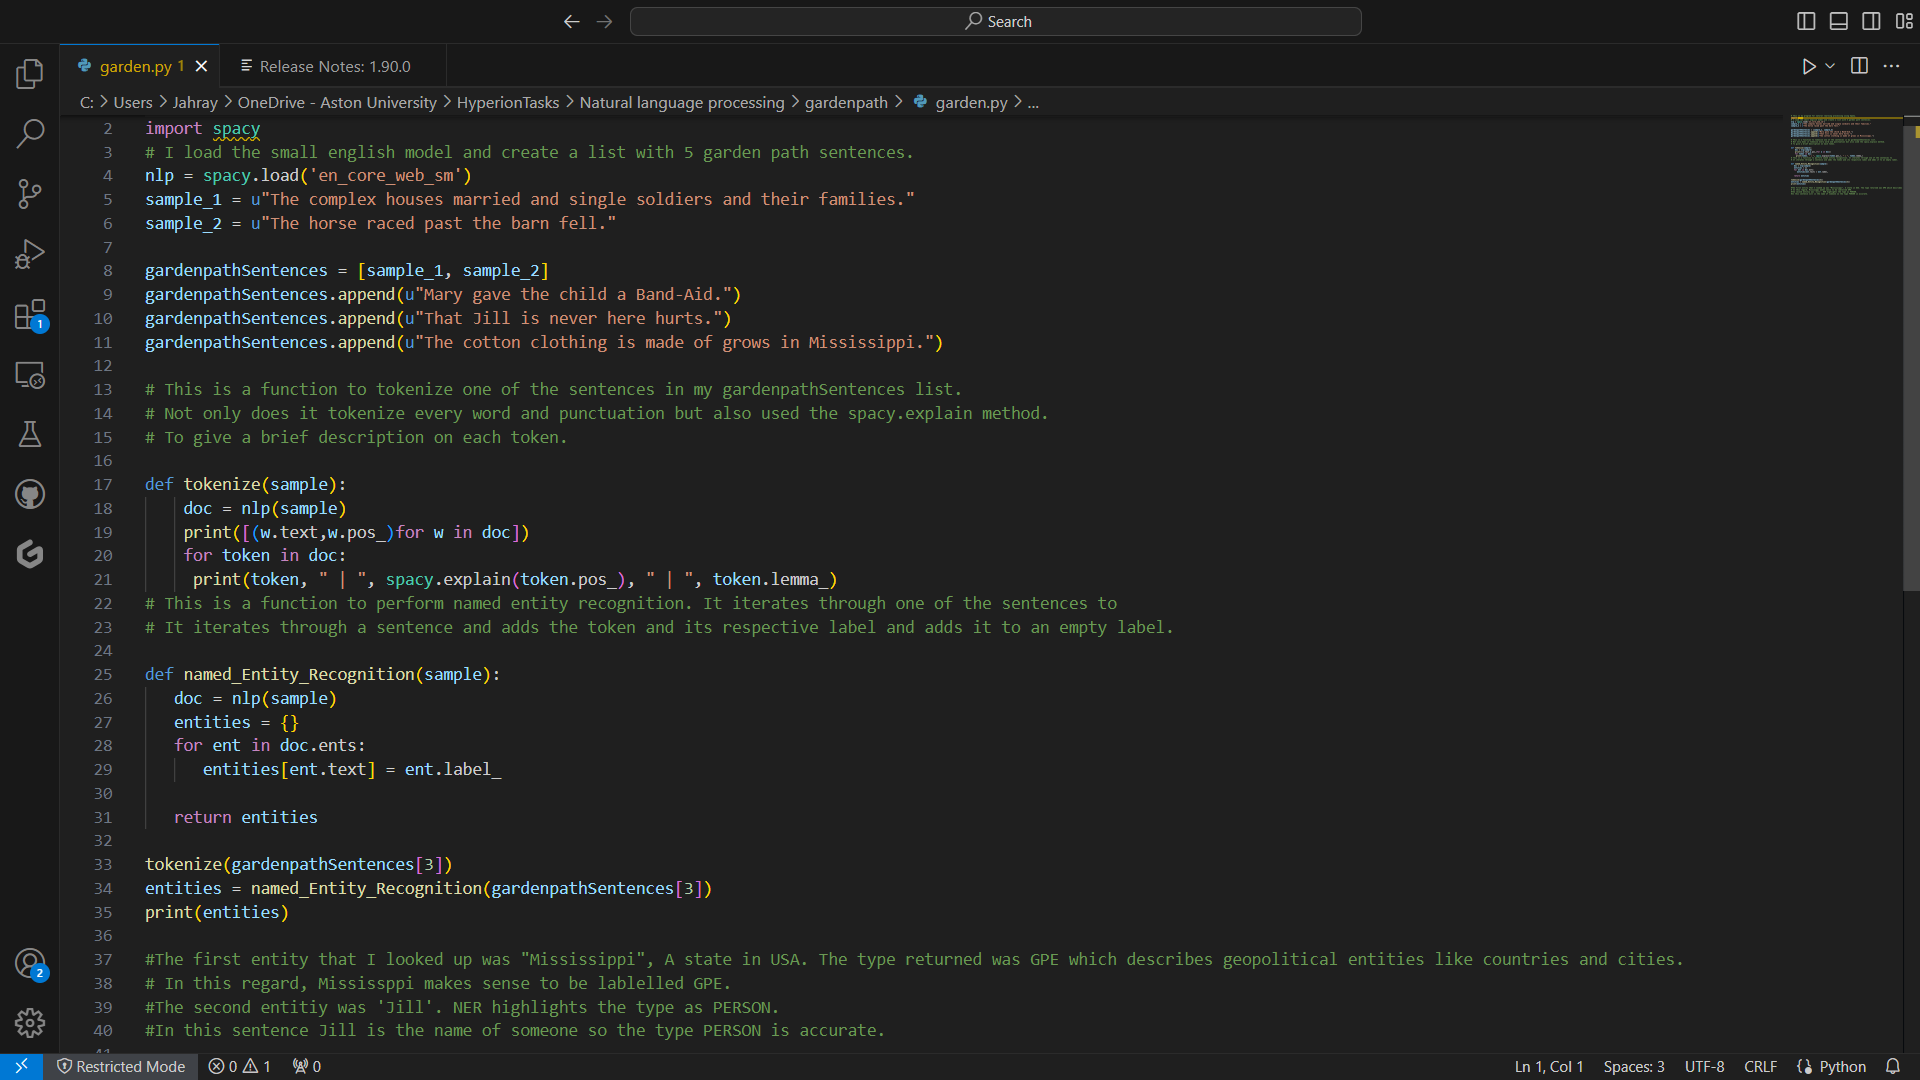 Search
garden.py 1
Release Notes: 1.90.0
C: > Users > Jahray > OneDrive - Aston University > HyperionTasks > Natural language processing > gardenpath > garden.py > ...
2 import spacy
3 # I load the small english model and create a list with 5 garden path sentences.
4 nlp = spacy.load('en_core_web_sm')
5 sample_1 = u"The complex houses married and single soldiers and their families."
6 sample_2 = u"The horse raced past the barn fell."
7
8 gardenpathSentences = [sample_1, sample_2]
9 gardenpathSentences.append(u"Mary gave the child a Band-Aid.")
10 gardenpathSentences.append(u"That Jill is never here hurts.")
11 gardenpathSentences.append(u"The cotton clothing is made of grows in Mississippi.")
12
13 # This is a function to tokenize one of the sentences in my gardenpathSentences list.
14 # Not only does it tokenize every word and punctuation but also used the spacy.explain method.
15 # To give a brief description on each token.
16
17 def tokenize(sample):
18     doc = nlp(sample)
19     print([(w.text,w.pos_)for w in doc])
20     for token in doc:
21      print(token, " | ", spacy.explain(token.pos_), " | ", token.lemma_)
22 # This is a function to perform named entity recognition. It iterates through one of the sentences to
23 # It iterates through a sentence and adds the token and its respective label and adds it to an empty label.
24
25 def named_Entity_Recognition(sample):
26    doc = nlp(sample)
27    entities = {}
28    for ent in doc.ents:
29       entities[ent.text] = ent.label_
30
31    return entities
32
33 tokenize(gardenpathSentences[3])
34 entities = named_Entity_Recognition(gardenpathSentences[3])
35 print(entities)
36
37 #The first entity that I looked up was "Mississippi", A state in USA. The type returned was GPE which describes geopolitical entities like countries and cities.
38 # In this regard, Mississppi makes sense to be lablelled GPE.
39 #The second entitiy was 'Jill'. NER highlights the type as PERSON.
40 #In this sentence Jill is the name of someone so the type PERSON is accurate.
41
1
2
Restricted Mode 0 1 0 Ln 1, Col 1 Spaces: 3 UTF-8 CRLF Python